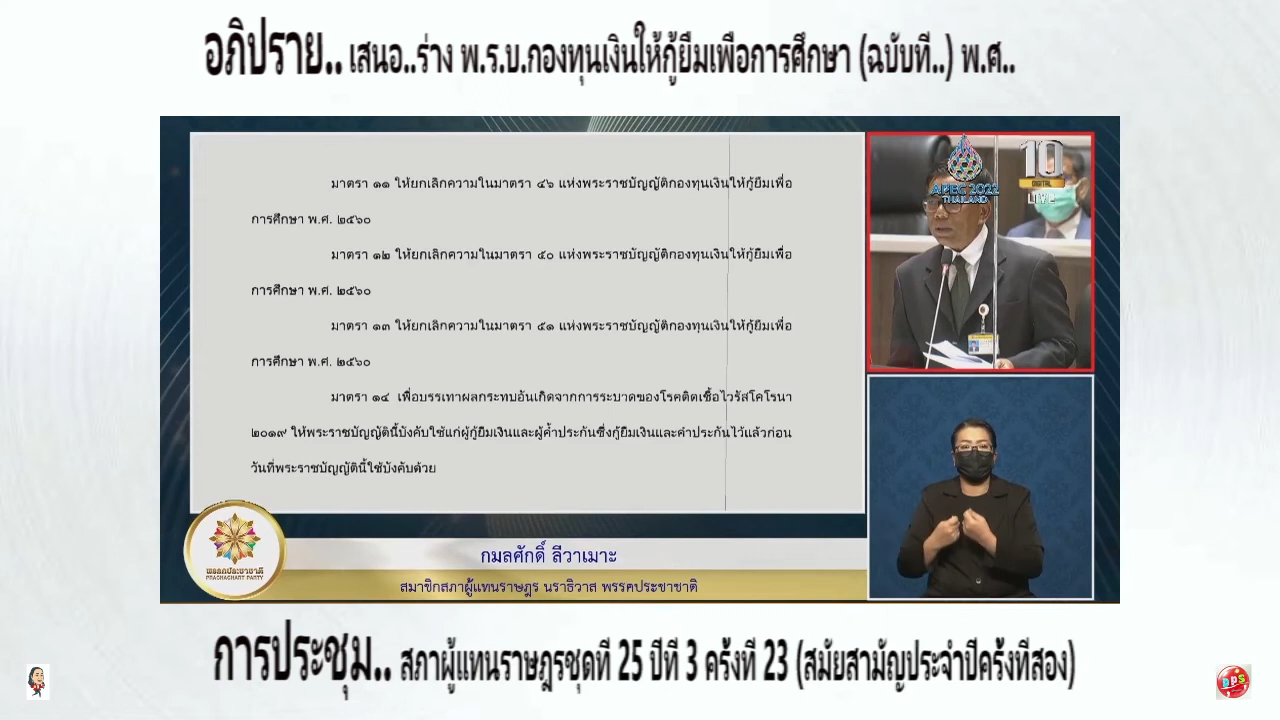 อภิปราย.. เสนอ..ร่าง พ.ร.บ.กองทุนเงินให้กู้ยืมเพื่อการศึกษา (ฉบับที่..) พ.ศ..
มาตรา ๑๑ ให้ยกเลิกความในมาตรา ๔๖ แห่งพระราชบัญญัติกองทุนเงินให้กู้ยืมเพื่อ
การศึกษา พ.ศ. ๒๕๖๐
มาตรา ๑๒ ให้ยกเลิกความในมาตรา ๕๐ แห่งพระราชบัญญัติกองทุนเงินให้กู้ยืมเพื่อ
การศึกษา พ.ศ. ๒๕๖๐
มาตรา ๑๓ ให้ยกเลิกความในมาตรา ๕๑ แห่งพระราชบัญญัติกองทุนเงินให้กู้ยืมเพื่อ
การศึกษา พ.ศ. ๒๕๖๐
มาตรา ๑๔ เพื่อบรรเทาผลกระทบอันเกิดจากการระบาดของโรคติดเชื้อไวรัสโคโรนา
๒๐๑๙ ให้พระราชบัญญัตินี้บังคับใช้แก่ผู้กู้ยืมเงินและผู้ค้ำประกันซึ่งกู้ยืมเงินและค้ำประกันไว้แล้วก่อน
วันที่พระราชบัญญัตินี้ใช้บังคับด้วย
APEC 2022
THAILAND
10
DIGITAL
LIVE
พรรคประชาชาติ
PRACHACHART PARTY
กมลศักดิ์ ลีวาเมาะ
สมาชิกสภาผู้แทนราษฎร นราธิวาส พรรคประชาชาติ
การประชุม.. สภาผู้แทนราษฎรชุดที่ 25 ปีที่ 3 ครั้งที่ 23 (สมัยสามัญประจำปีครั้งที่สอง)